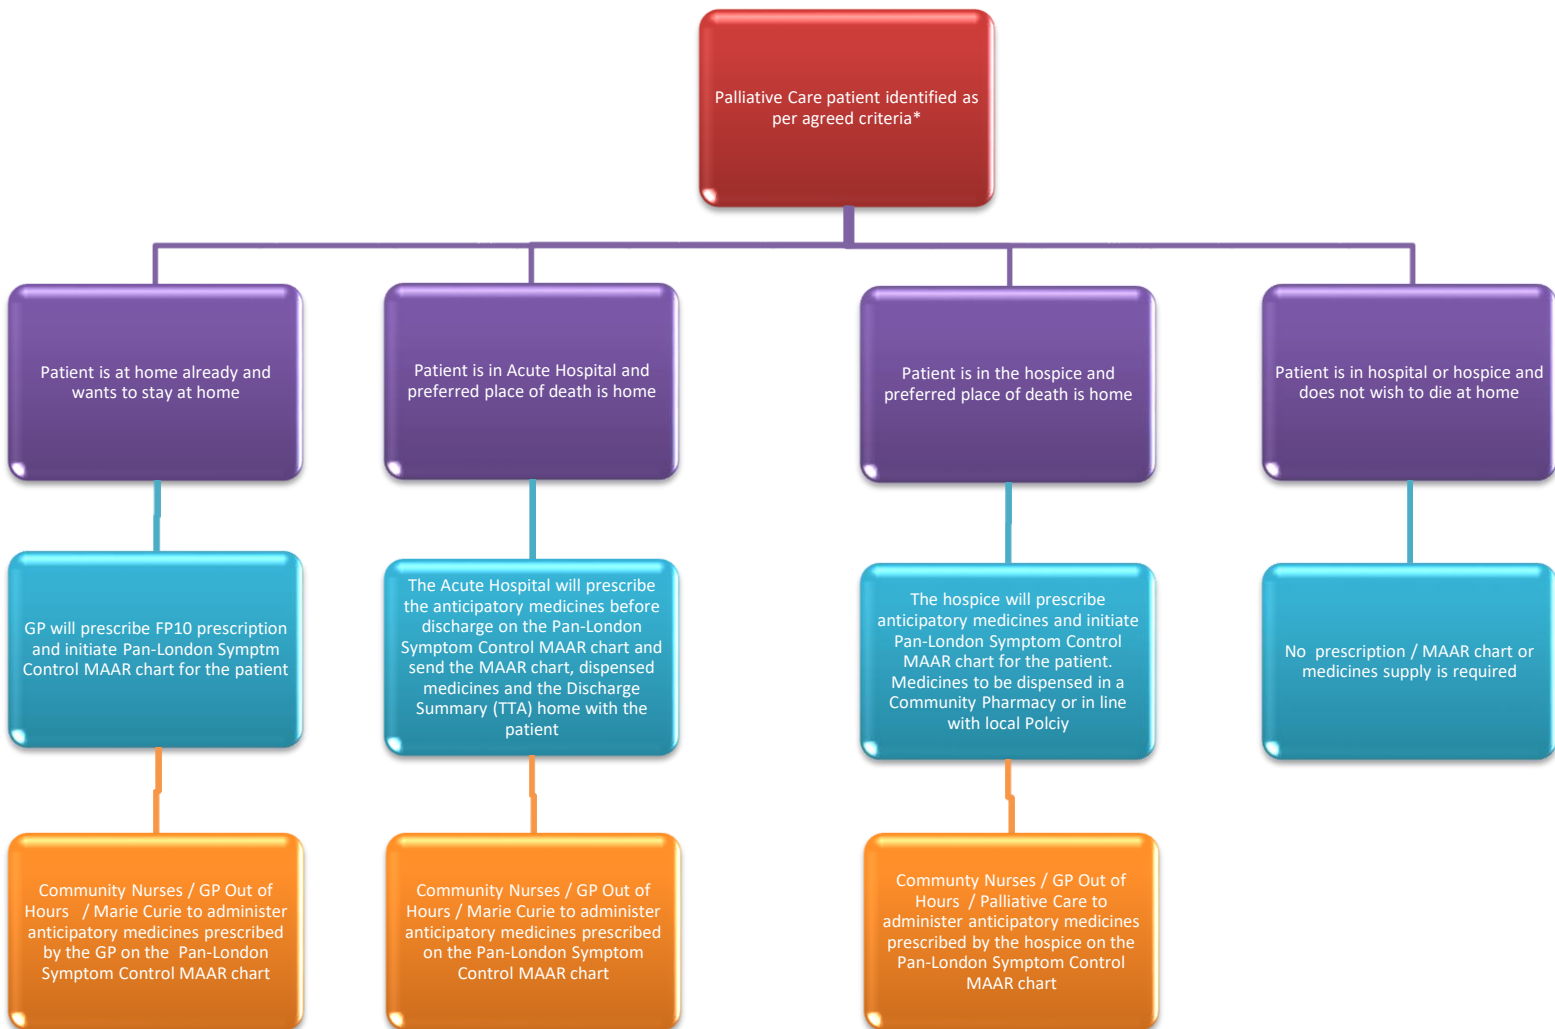 Palliative Care patient identified as
per agreed criteria*
Patient is at home already and
wants to stay at home
Patient is in Acute Hospital and
preferred place of death is home
Patient is in the hospice and
preferred place of death is home
Patient is in hospital or hospice and
does not wish to die at home
GP will prescribe FP10 prescription
and initiate Pan-London Symptm
Control MAAR chart for the patient
The Acute Hospital will prescribe
the anticipatory medicines before
discharge on the Pan-London
Symptom Control MAAR chart and
send the MAAR chart, dispensed
medicines and the Discharge
Summary (TTA) home with the
patient
The hospice will prescribe
anticipatory medicines and initiate
Pan-London Symptom Control
MAAR chart for the patient.
Medicines to be dispensed in a
Community Pharmacy or in line
with local Polciy
No prescription / MAAR chart or
medicines supply is required
Community Nurses / GP Out of
Hours / Marie Curie to administer
anticipatory medicines prescribed
by the GP on the Pan-London
Symptom Control MAAR chart
Community Nurses / GP Out of
Hours / Marie Curie to administer
anticipatory medicines prescribed
on the Pan-London Symptom
Control MAAR chart
Communty Nurses / GP Out of
Hours / Palliative Care to
administer anticipatory medicines
prescribed by the hospice on the
Pan-London Symptom Control
MAAR chart